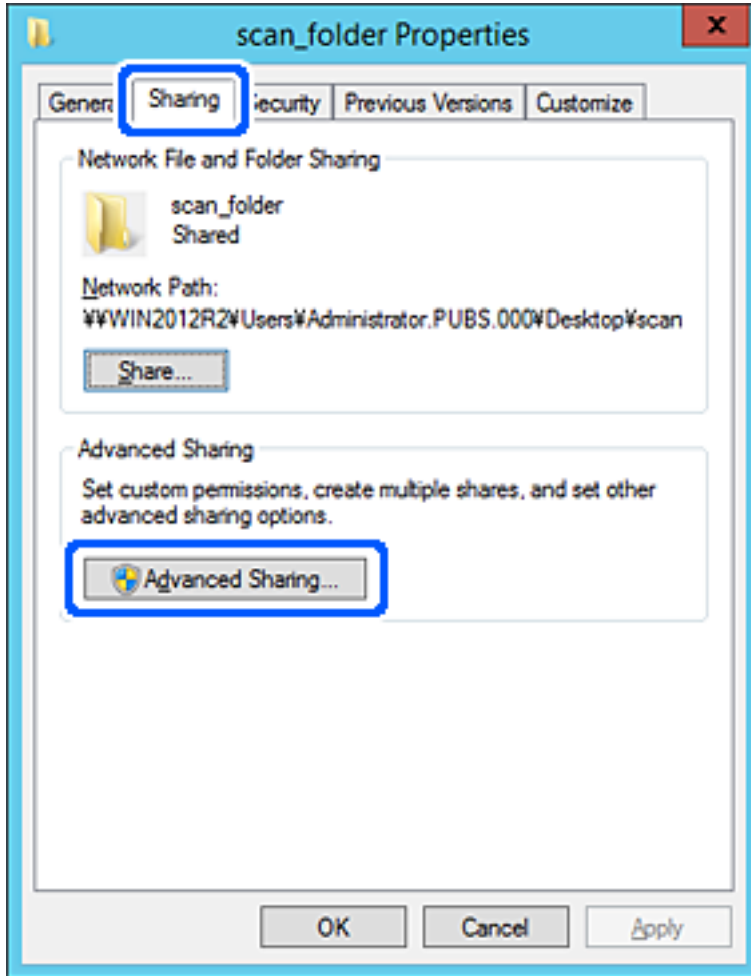 scan_folder Properties
x
Genera Sharing ecurity Previous Versions Customize
Network File and Folder Sharing
scan_folder
Shared
Network Path:
¥¥WIN2012R2¥Users¥Administrator.PUBS.000¥Desktop¥scan
Share...
Advanced Sharing
Set custom permissions, create multiple shares, and set other
advanced sharing options.
Advanced Sharing...
OK Cancel Apply